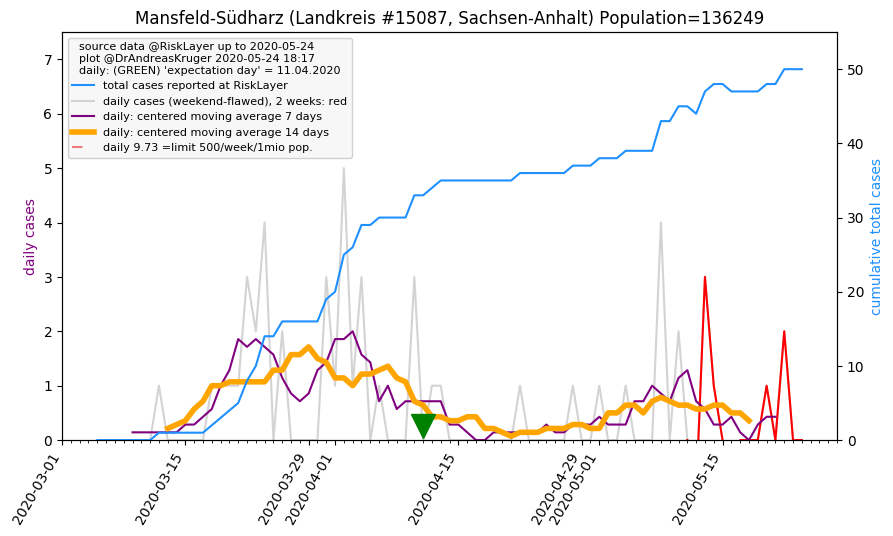 Mansfeld-Südharz (Landkreis #15087, Sachsen-Anhalt) Population=136249
source data @RiskLayer up to 2020-05-24
plot @DrAndreasKruger 2020-05-24 18:17
daily: (GREEN) 'expectation day' = 11.04.2020
total cases reported at RiskLayer
daily cases (weekend-flawed), 2 weeks: red
daily: centered moving average 7 days
daily: centered moving average 14 days
daily 9.73 =limit 500/week/1mio pop.
daily cases
7
6
5
4
3
2
1
0
cumulative total cases
50
40
30
20
10
0
2020-03-01
2020-03-15
2020-03-29
2020-04-01
2020-04-15
2020-04-29
2020-05-01
2020-05-15